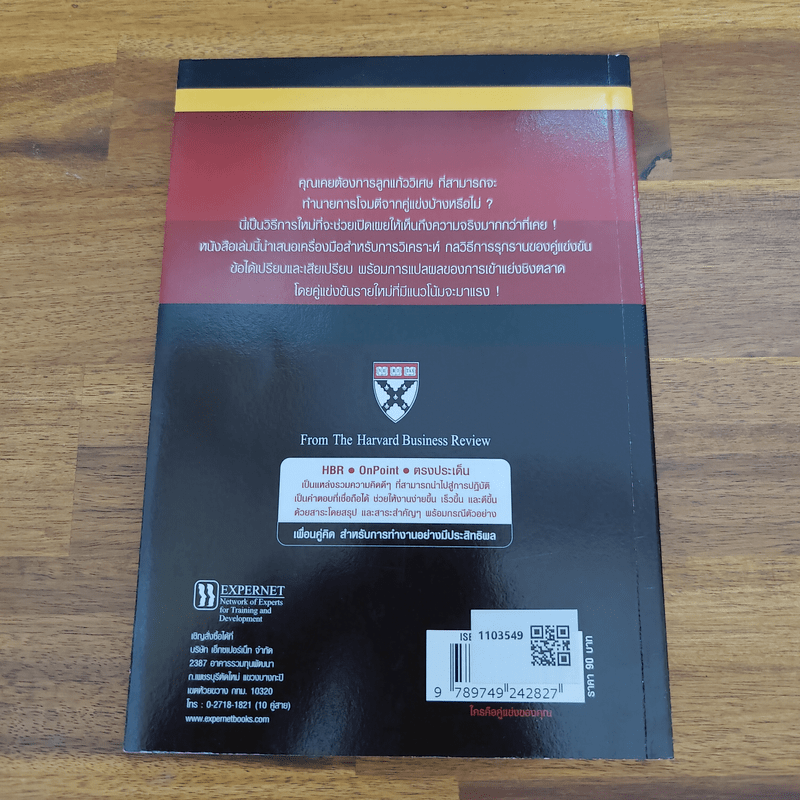 คุณเคยต้องการลูกแก้ววิเศษ ที่สามารถจะ
ทำนายการโจมตีจากคู่แข่งบ้างหรือไม่ ?
นี่เป็นวิธีการใหม่ที่จะช่วยเปิดเผยให้เห็นถึงความจริงมากกว่าที่เคย !
หนังสือเล่มนี้นำเสนอเครื่องมือสำหรับการวิเคราะห์ กลวิธีการรุกรานของคู่แข่งขัน
ข้อได้เปรียบและเสียเปรียบ พร้อมการแปลผลของการเข้าแย่งชิงตลาด
โดยคู่แข่งขันรายใหม่ที่มีแนวโน้มจะมาแรง !
From The Harvard Business Review
HBR ● OnPoint ● ตรงประเด็น
เป็นแหล่งรวมความคิดดีๆ ที่สามารถนำไปสู่การปฏิบัติ
เป็นคำตอบที่เชื่อถือได้ ช่วยให้งานง่ายขึ้น เร็วขึ้น และดีขึ้น
ด้วยสาระโดยสรุป และสาระสำคัญๆ พร้อมกรณีตัวอย่าง
เพื่อนคู่คิด สำหรับการทำงานอย่างมีประสิทธิผล
EXPERNET
Network of Experts
for Training and
Development
เชิญสั่งซื้อได้ที่
บริษัท เอ็กซเปอร์เน็ท จำกัด
2387 อาคารรวมทุนพัฒนา
ถ.เพชรบุรีตัดใหม่ แขวงบางกะปิ
เขตห้วยขวาง กทม. 10320
โทร : 0-2718-1821 (10 คู่สาย)
www.expernetbooks.com
1103549
9 789749 242827
ใครคือคู่แข่งของคุณ
ราคา 90 บาท